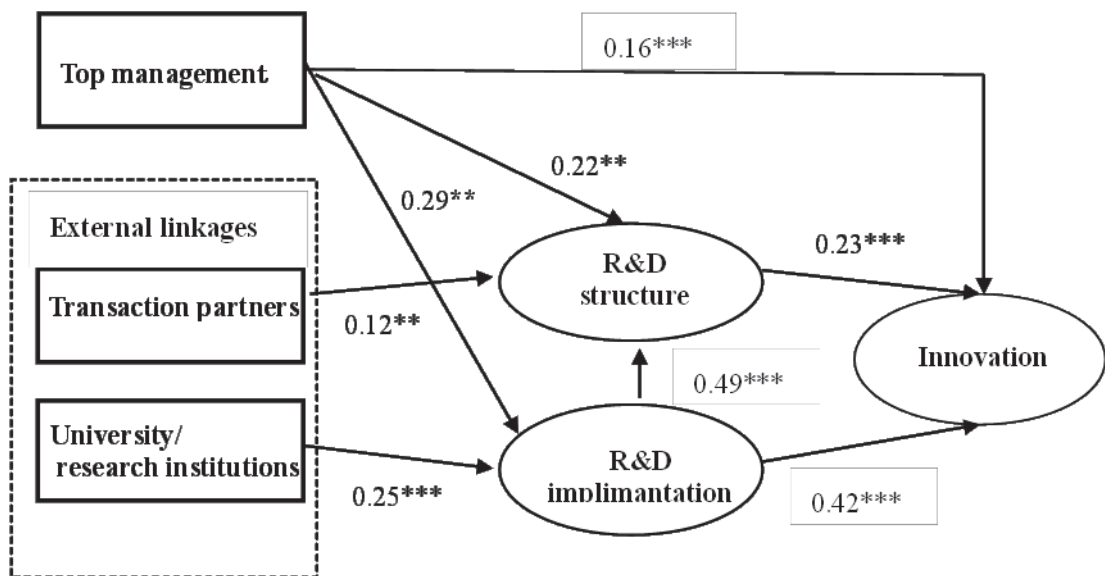 0.16***
Top management
0.22**
0.29**
External linkages
R&D
structure
0.23***
Transaction partners
0.12**
Innovation
0.49***
University/
research institutions
R&D
implimantation
0.25***
0.42***